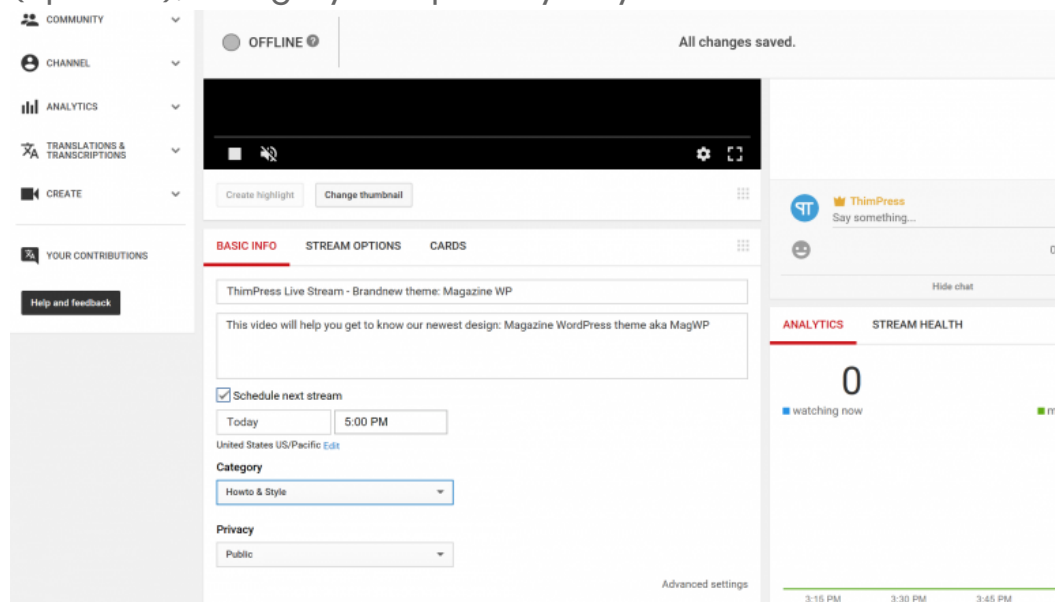 COMMUNITY
CHANNEL
ANALYTICS
TRANSLATIONS &
TRANSCRIPTIONS
CREATE
YOUR CONTRIBUTIONS
Help and feedback
OFFLINE ?
All changes saved.
Create highlight
Change thumbnail
BASIC INFO STREAM OPTIONS CARDS
ThimPress Live Stream - Brandnew theme: Magazine WP
This video will help you get to know our newest design: Magazine WordPress theme aka MagWP
Schedule next stream
Today 5:00 PM
United States US/Pacific Edit
Category
Howto & Style
Privacy
Public
Advanced settings
ThimPress
Say something...
0
Hide chat
ANALYTICS STREAM HEALTH
0
watching now
m
3:15 PM 3:30 PM 3:45 PM